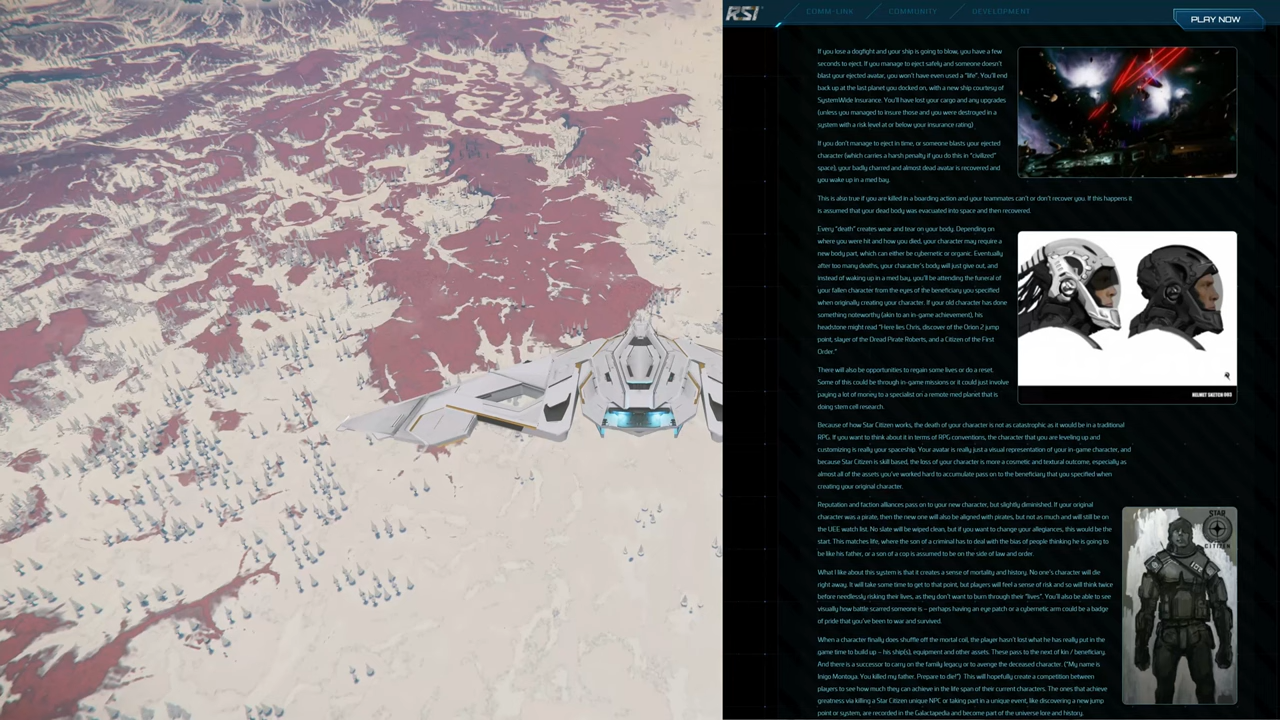 RSI
COMM-LINK
COMMUNITY
DEVELOPMENT
PLAY NOW
If you lose a dogfight and your ship is going to blow, you have a few
seconds to eject. If you manage to eject safely and someone doesn't
blast your ejected avatar, you won't have even used a "life". You'll end
back up at the last planet you docked on, with a new ship courtesy of
SystemWide Insurance. You'll have lost your cargo and any upgrades
(unless you managed to insure those and you were destroyed in a
system with a risk level at or below your insurance rating)
If you don't manage to eject in time, or someone blasts your ejected
character (which carries a harsh penalty if you do this in "civilized"
space), your badly charred and almost dead avatar is recovered and
you wake up in a med bay.
This is also true if you are killed in a boarding action and your teammates can't or don't recover you. If this happens it
is assumed that your dead body was evacuated into space and then recovered.
Every "death" creates wear and tear on your body. Depending on
where you were hit and how you died, your character may require a
new body part, which can either be cybernetic or organic. Eventually
after too many deaths, your character's body will just give out, and
instead of waking up in a med bay, you'll be attending the funeral of
your fallen character from the eyes of the beneficiary you specified
when originally creating your character. If your old character has done
something noteworthy (akin to an in-game achievement), his
headstone might read "Here lies Chris, discover of the Orion 2 jump
point, slayer of the Dread Pirate Roberts, and a Citizen of the First
Order."
There will also be opportunities to regain some lives or do a reset.
Some of this could be through in-game missions or it could just involve
paying a lot of money to a specialist on a remote med planet that is
doing stem cell research.
HELMET SKETCH 003
Because of how Star Citizen works, the death of your character is not as catastrophic as it would be in a traditional
RPG. If you want to think about it in terms of RPG conventions, the character that you are leveling up and
customizing is really your spaceship. Your avatar is really just a visual representation of your in-game character, and
because Star Citizen is skill based, the loss of your character is more a cosmetic and textural outcome, especially as
almost all of the assets you've worked hard to accumulate pass on to the beneficiary that you specified when
creating your original character.
Reputation and faction alliances pass on to your new character, but slightly diminished. If your original
character was a pirate, then the new one will also be aligned with pirates, but not as much and will still be on
the UEE watch list. No slate will be wiped clean, but if you want to change your allegiances, this would be the
start. This matches life, where the son of a criminal has to deal with the bias of people thinking he is going to
be like his father, or a son of a cop is assumed to be on the side of law and order.
STAR
CITIZEN
What I like about this system is that it creates a sense of mortality and history. No one's character will die
right away. It will take some time to get to that point, but players will feel a sense of risk and so will think twice
before needlessly risking their lives, as they don't want to burn through their "lives". You'll also be able to see
visually how battle scarred someone is – perhaps having an eye patch or a cybernetic arm could be a badge
of pride that you've been to war and survived.
When a character finally does shuffle off the mortal coil, the player hasn't lost what he has really put in the
game time to build up – his ship(s), equipment and other assets. These pass to the next of kin / beneficiary.
And there is a successor to carry on the family legacy or to avenge the deceased character. ("My name is
Inigo Montoya. You killed my father. Prepare to die!") This will hopefully create a competition between
players to see how much they can achieve in the life span of their current characters. The ones that achieve
greatness via killing a Star Citizen unique NPC or taking part in a unique event, like discovering a new jump
point or system, are recorded in the Galactapedia and become part of the universe lore and history.